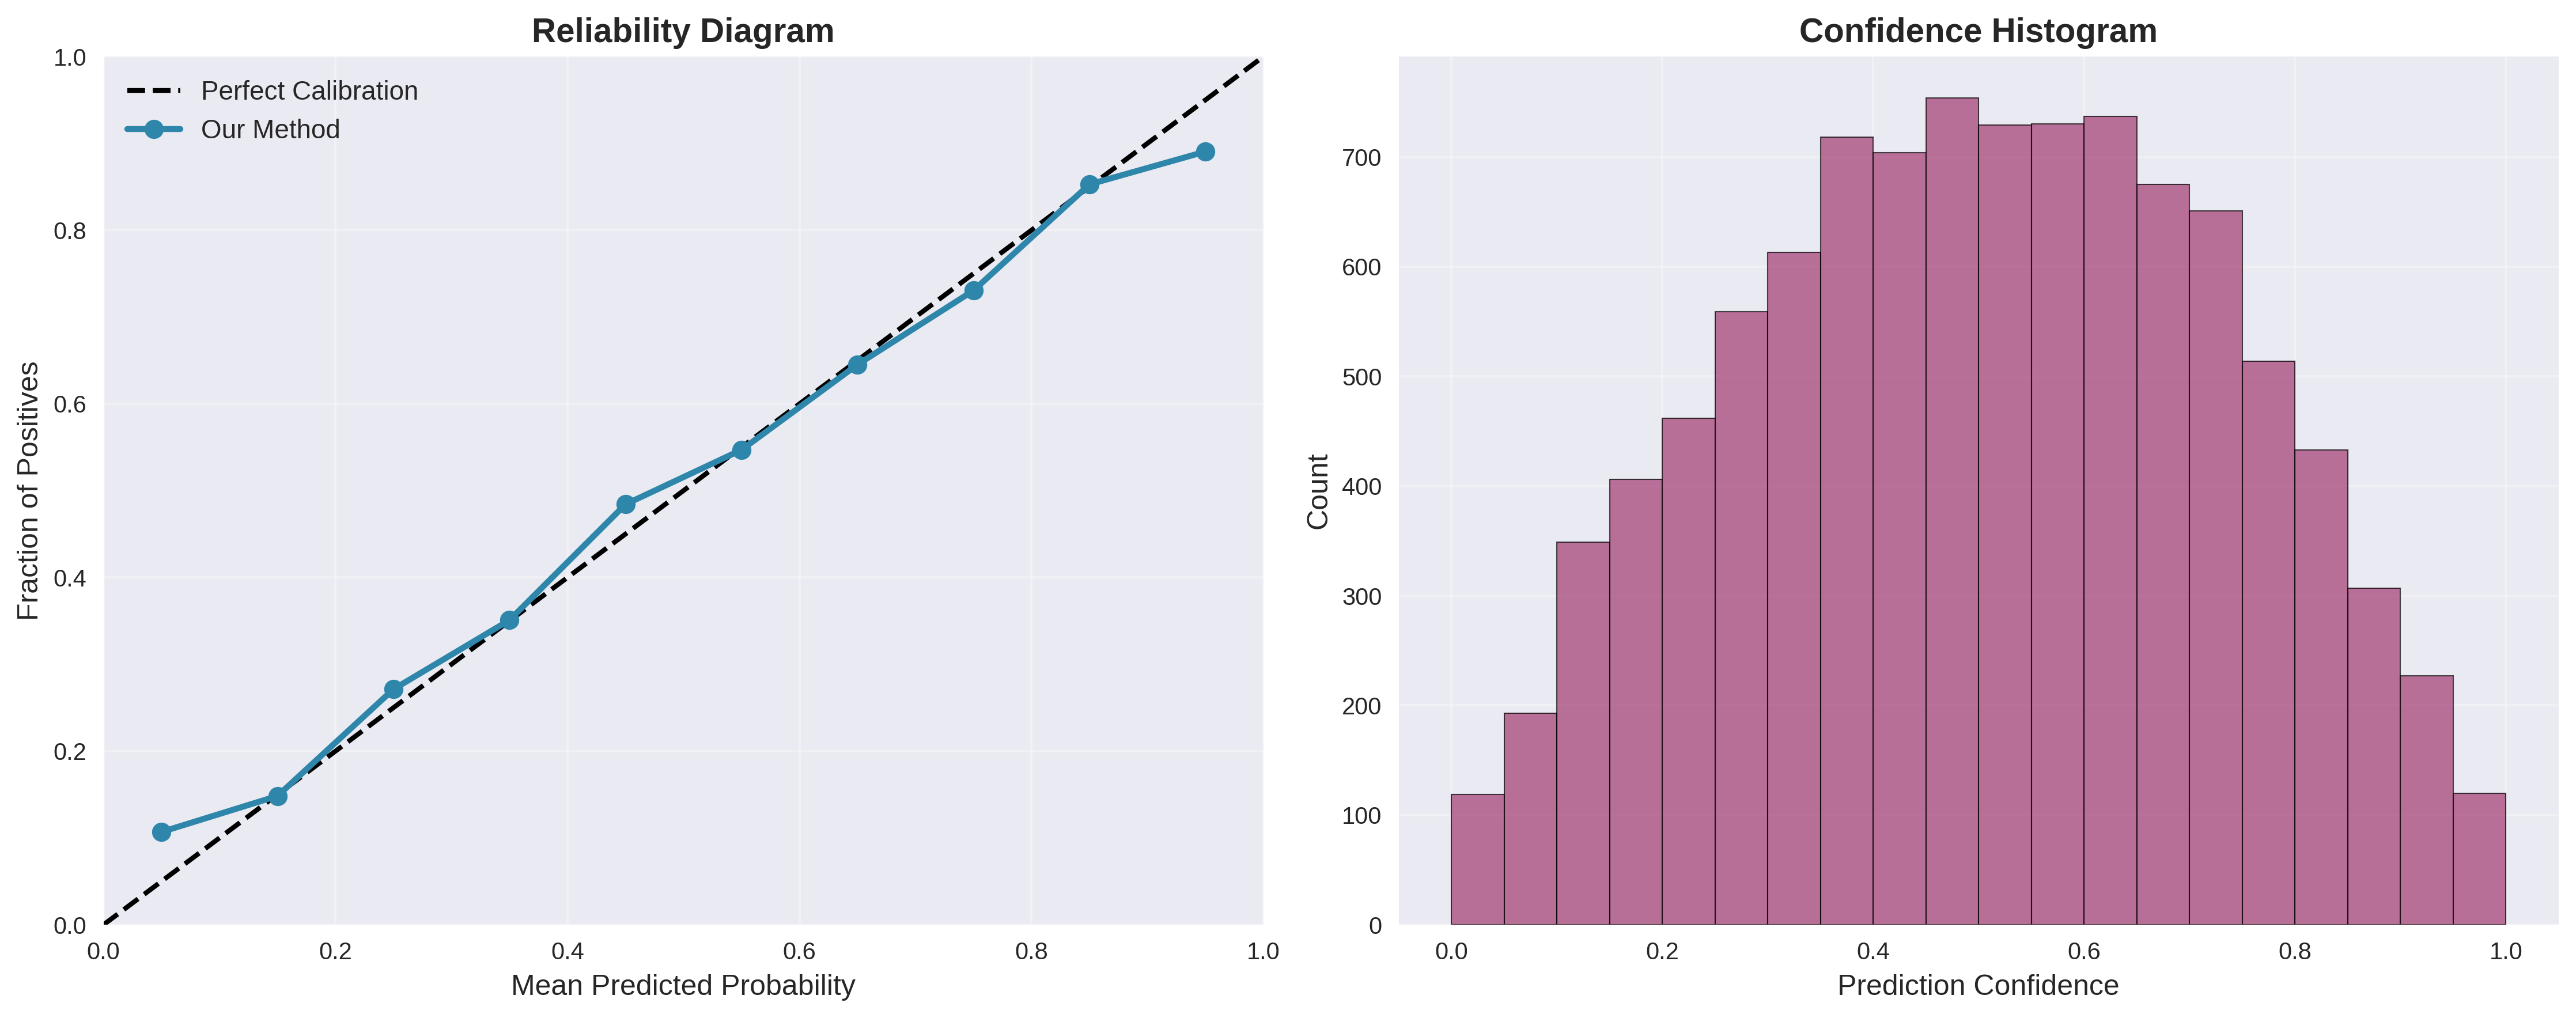 Reliability Diagram
Perfect Calibration
Our Method
1.0
0.8
0.6
0.4
0.2
0.0
Fraction of Positives
0.0 0.2 0.4 0.6 0.8 1.0
Mean Predicted Probability
Confidence Histogram
700
600
500
400
300
200
100
0
Count
0.0 0.2 0.4 0.6 0.8 1.0
Prediction Confidence